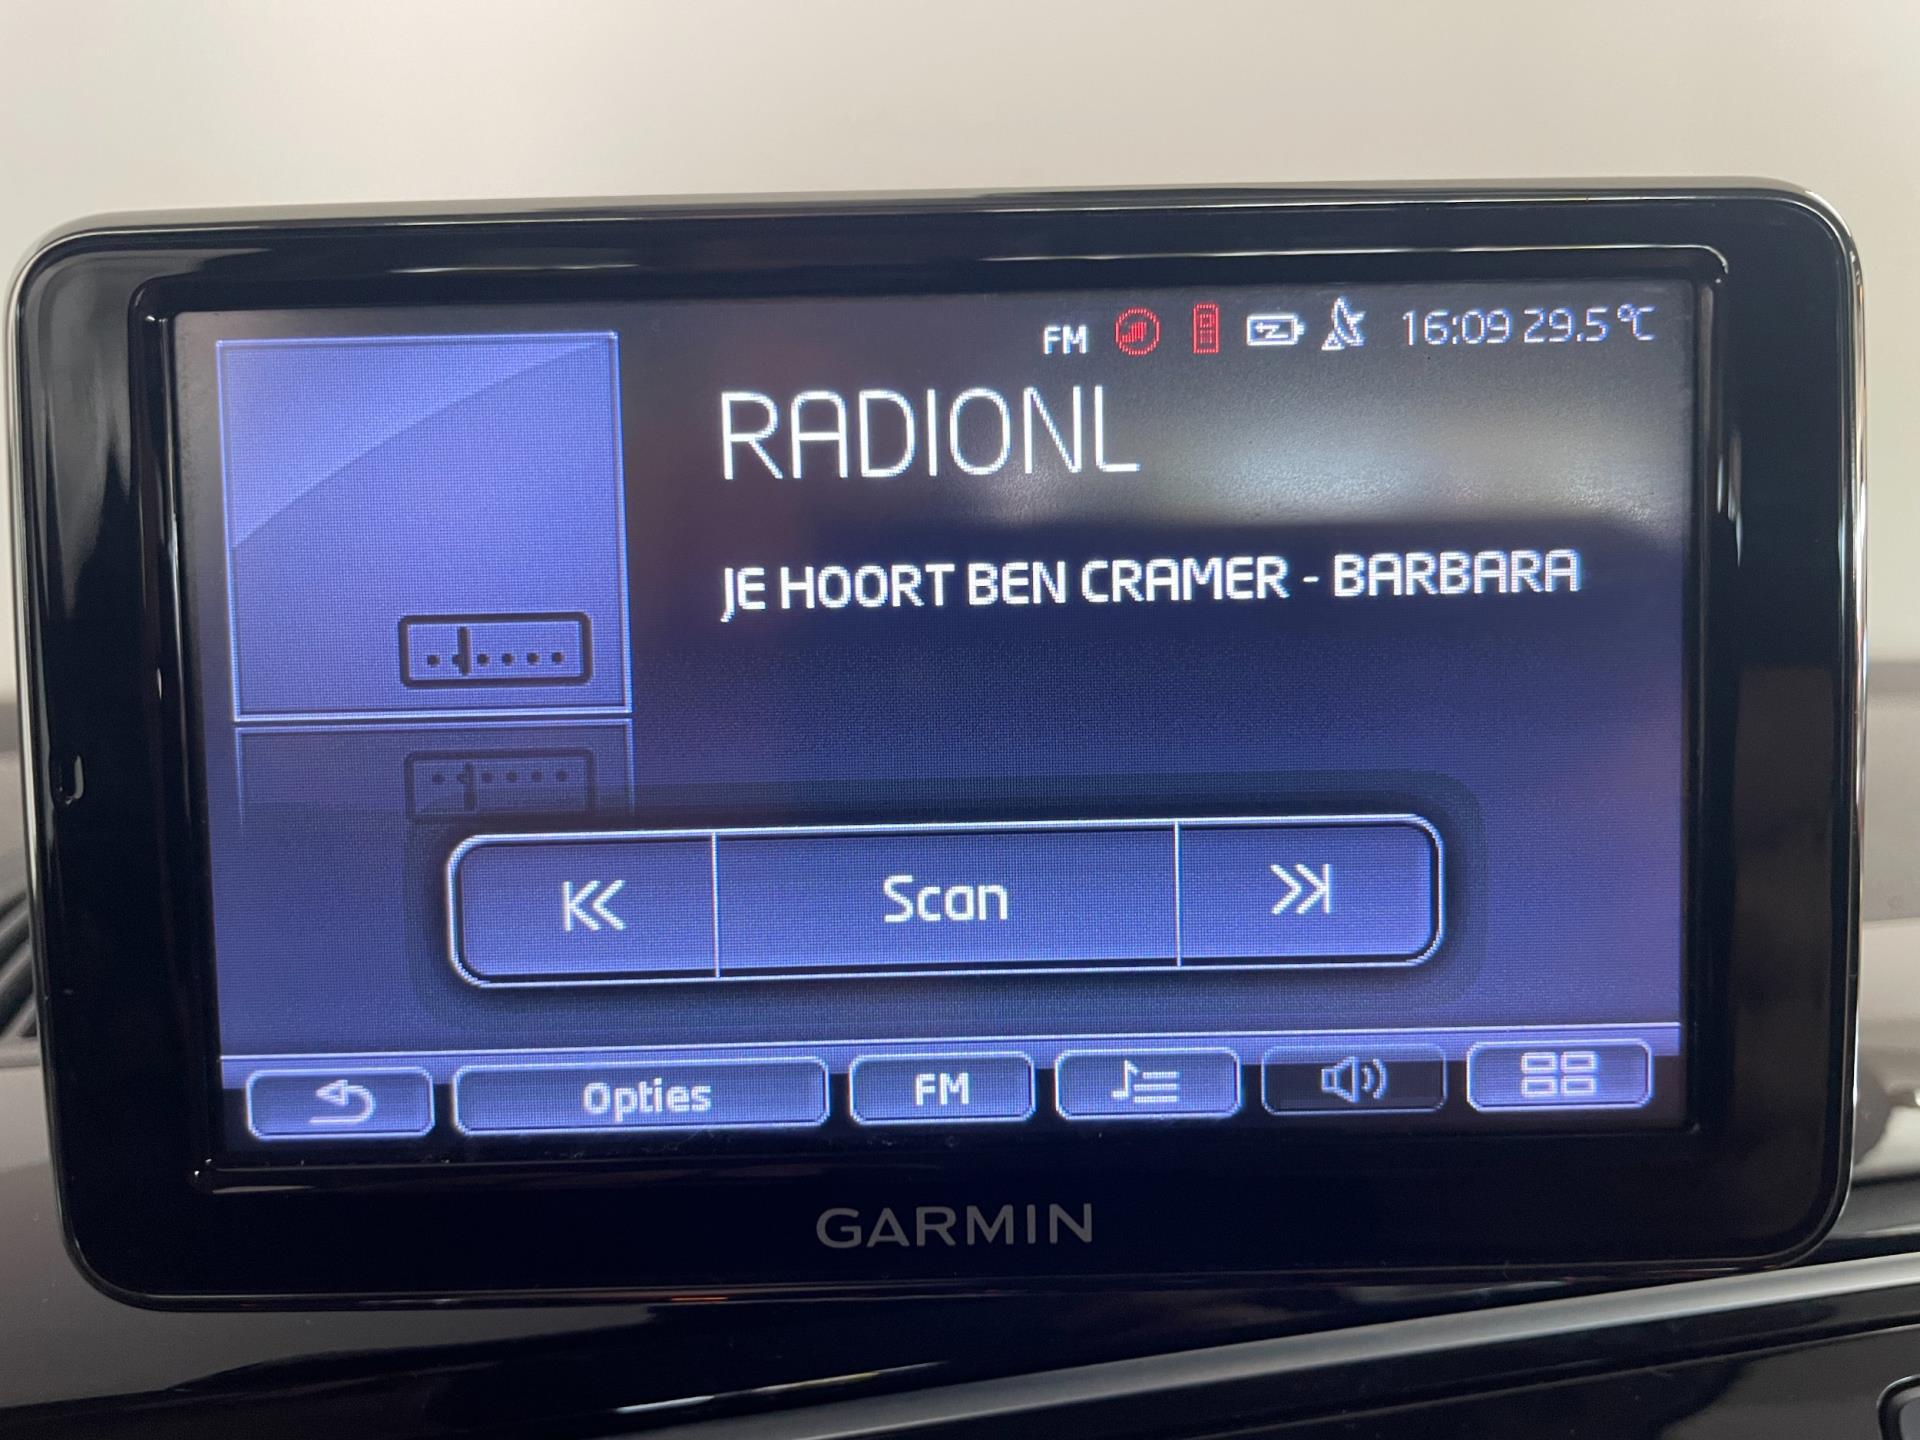 FM 16:09 29.5°C
RADIONL
JE HOORT BEN CRAMER - BARBARA
Scan
Opties FM
GARMIN